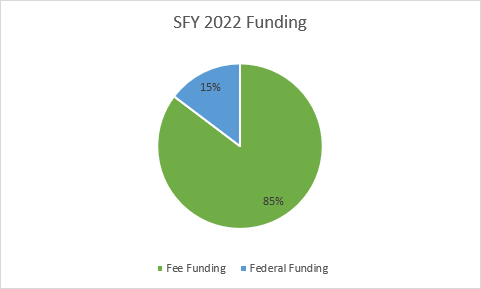 SFY 2022 Funding
15%
85%
Fee Funding
Federal Funding